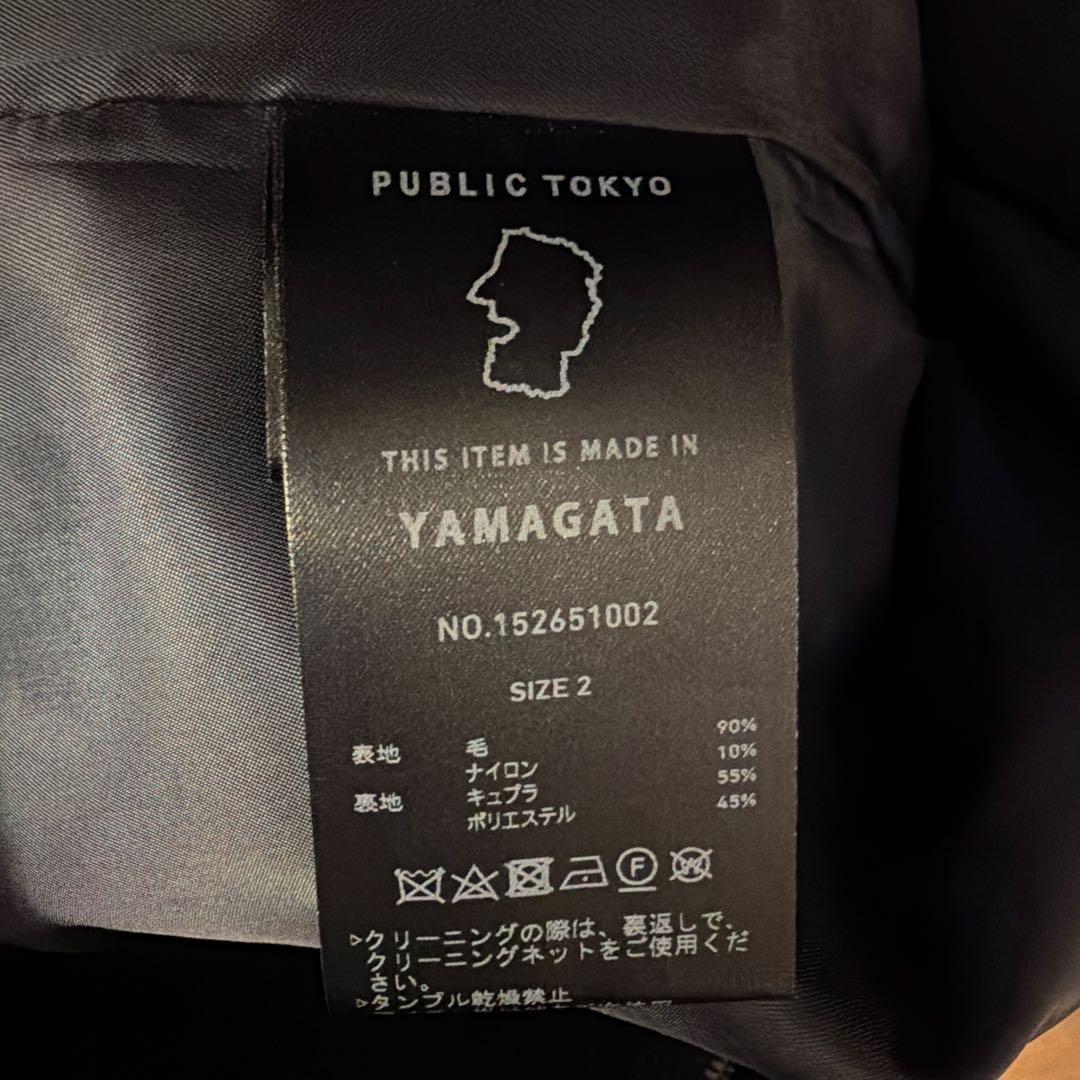 PUBLIC TOKYO
THIS ITEM IS MADE IN
YAMAGATA
NO.152651002
SIZE 2
表地 毛 90%
ナイロン 10%
裏地 キュプラ 55%
ポリエステル 45%
F
W
▷クリーニングの際は、裏返しで、
クリーニングネットをご使用くだ
さい。
▷タンブル乾燥禁止